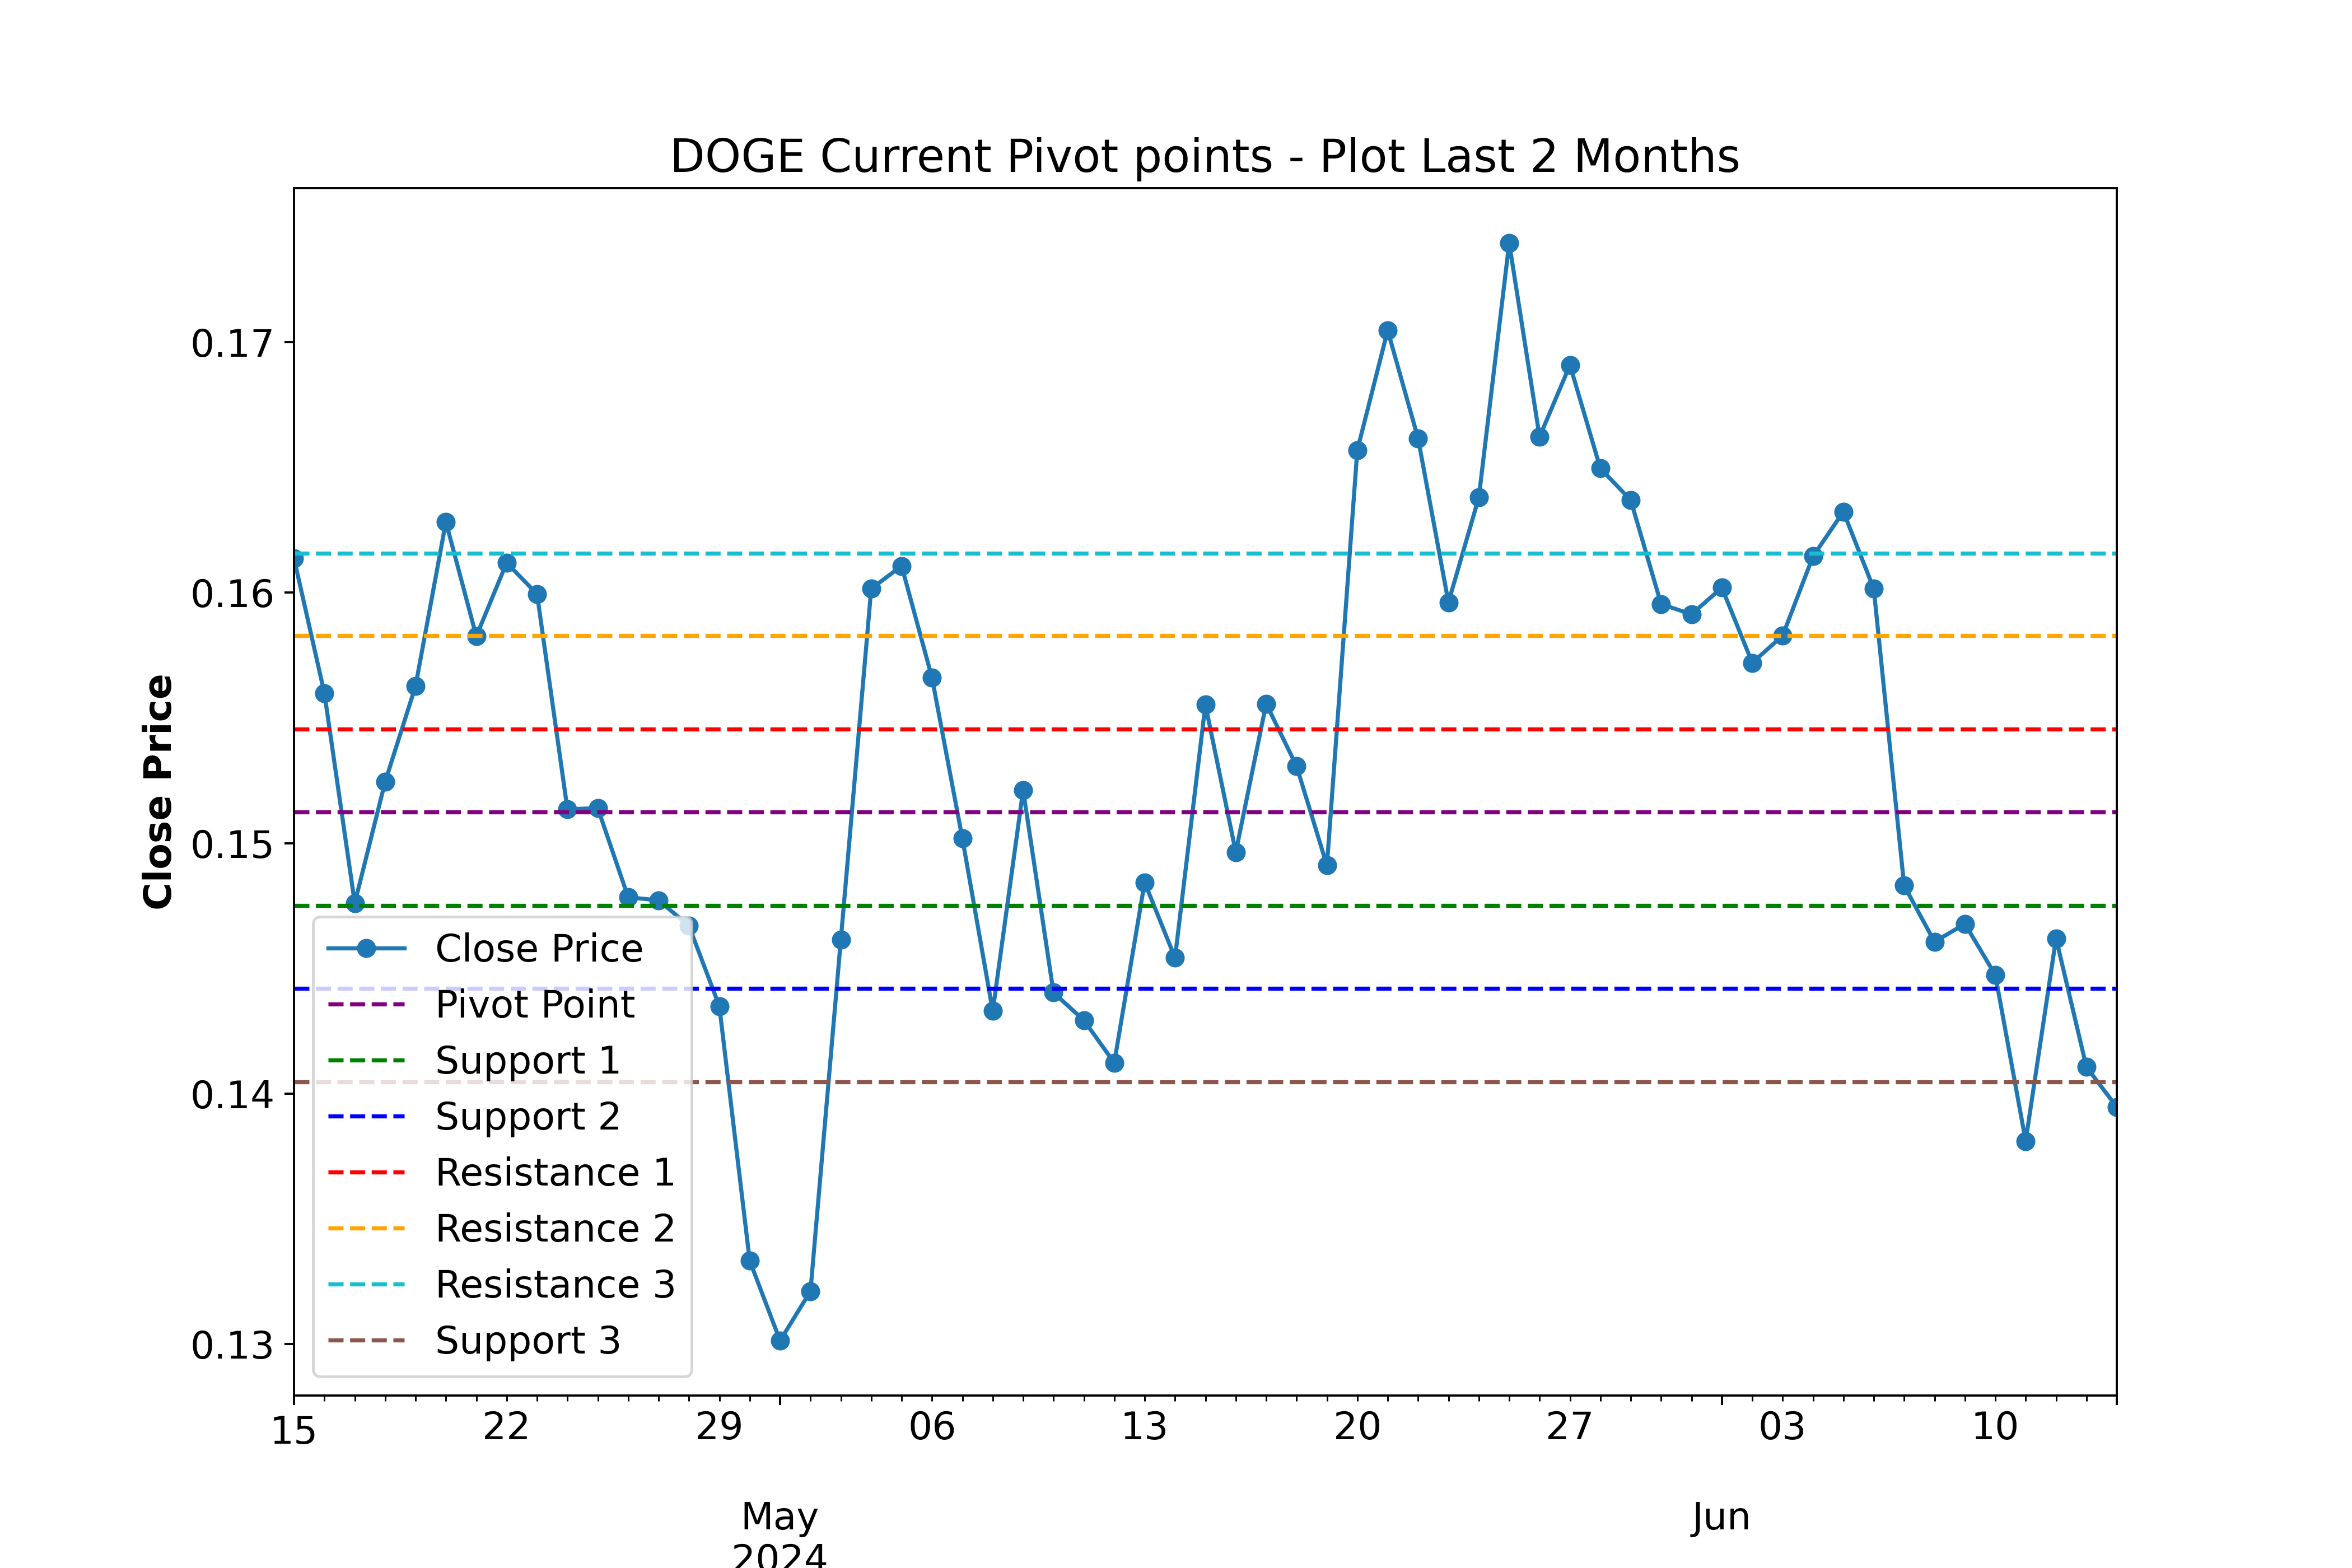 DOGE Current Pivot points - Plot Last 2 Months
Close Price
0.17
0.16
0.15
0.14
0.13
Close Price
Pivot Point
Support 1
Support 2
Resistance 1
Resistance 2
Resistance 3
Support 3
15 22 29 06 13 20 27 03 10
May Jun
2024